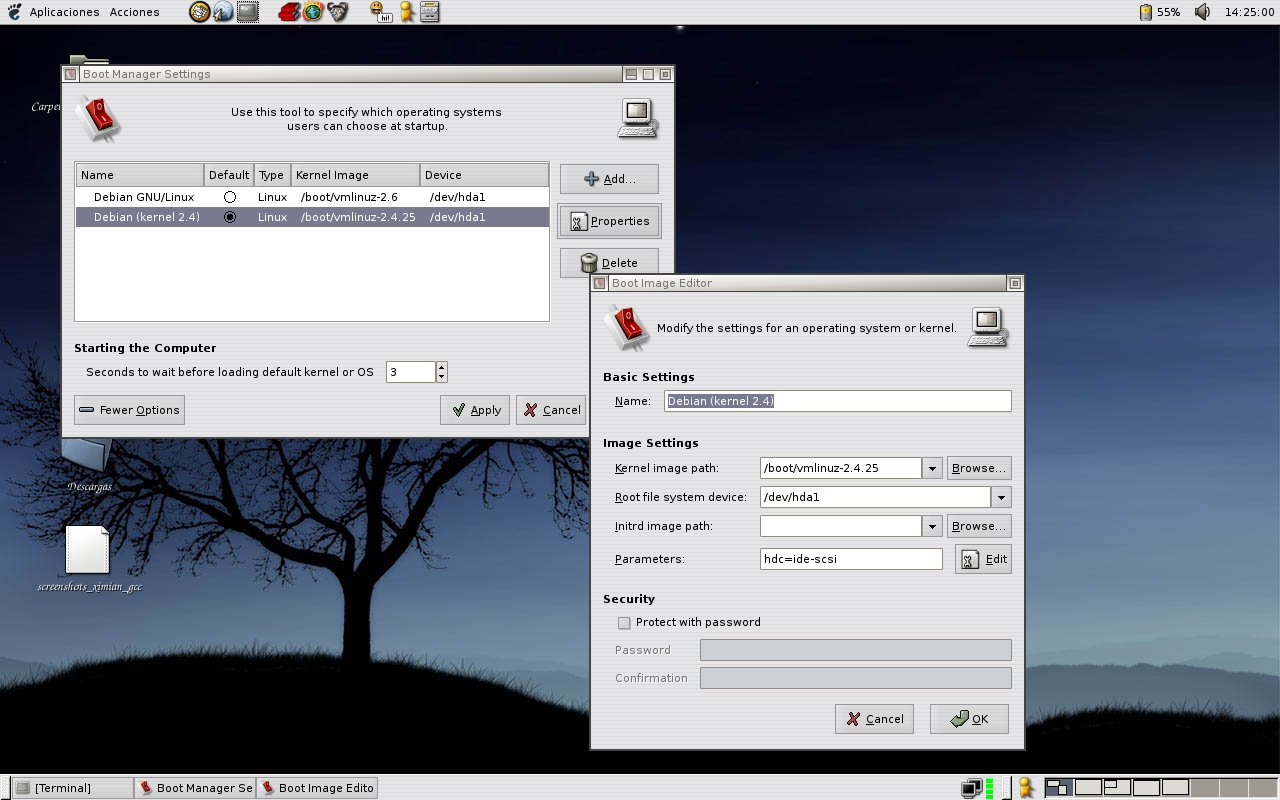 Aplicaciones Acciones
hi!
55% 14:25:00
Boot Manager Settings
Use this tool to specify which operating systems
users can choose at startup.
Name Default Type Kernel Image Device
Debian GNU/Linux Linux /boot/vmlinuz-2.6 /dev/hda1
Debian (kernel 2.4) Linux /boot/vmlinuz-2.4.25 /dev/hda1
Add...
Properties
Delete
Starting the Computer
Seconds to wait before loading default kernel or OS 3
Fewer Options Apply Cancel
Boot Image Editor
Modify the settings for an operating system or kernel.
Basic Settings
Name: Debian (kernel 2.4)
Image Settings
Kernel image path: /boot/vmlinuz-2.4.25 Browse...
Root file system device: /dev/hda1
Initrd image path: Browse...
Parameters: hdc=ide-scsi Edit
Security
Protect with password
Password
Confirmation
Cancel OK
Carpe
Descargas
screenshots_ximian_gcc
[Terminal] Boot Manager Se Boot Image Edito